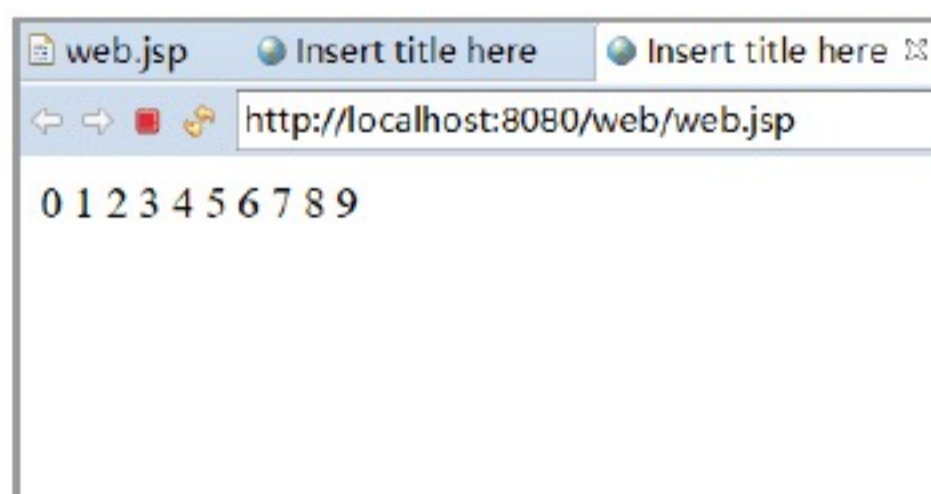 web.jsp Insert title here Insert title here
http://localhost:8080/web/web.jsp
0 1 2 3 4 5 6 7 8 9